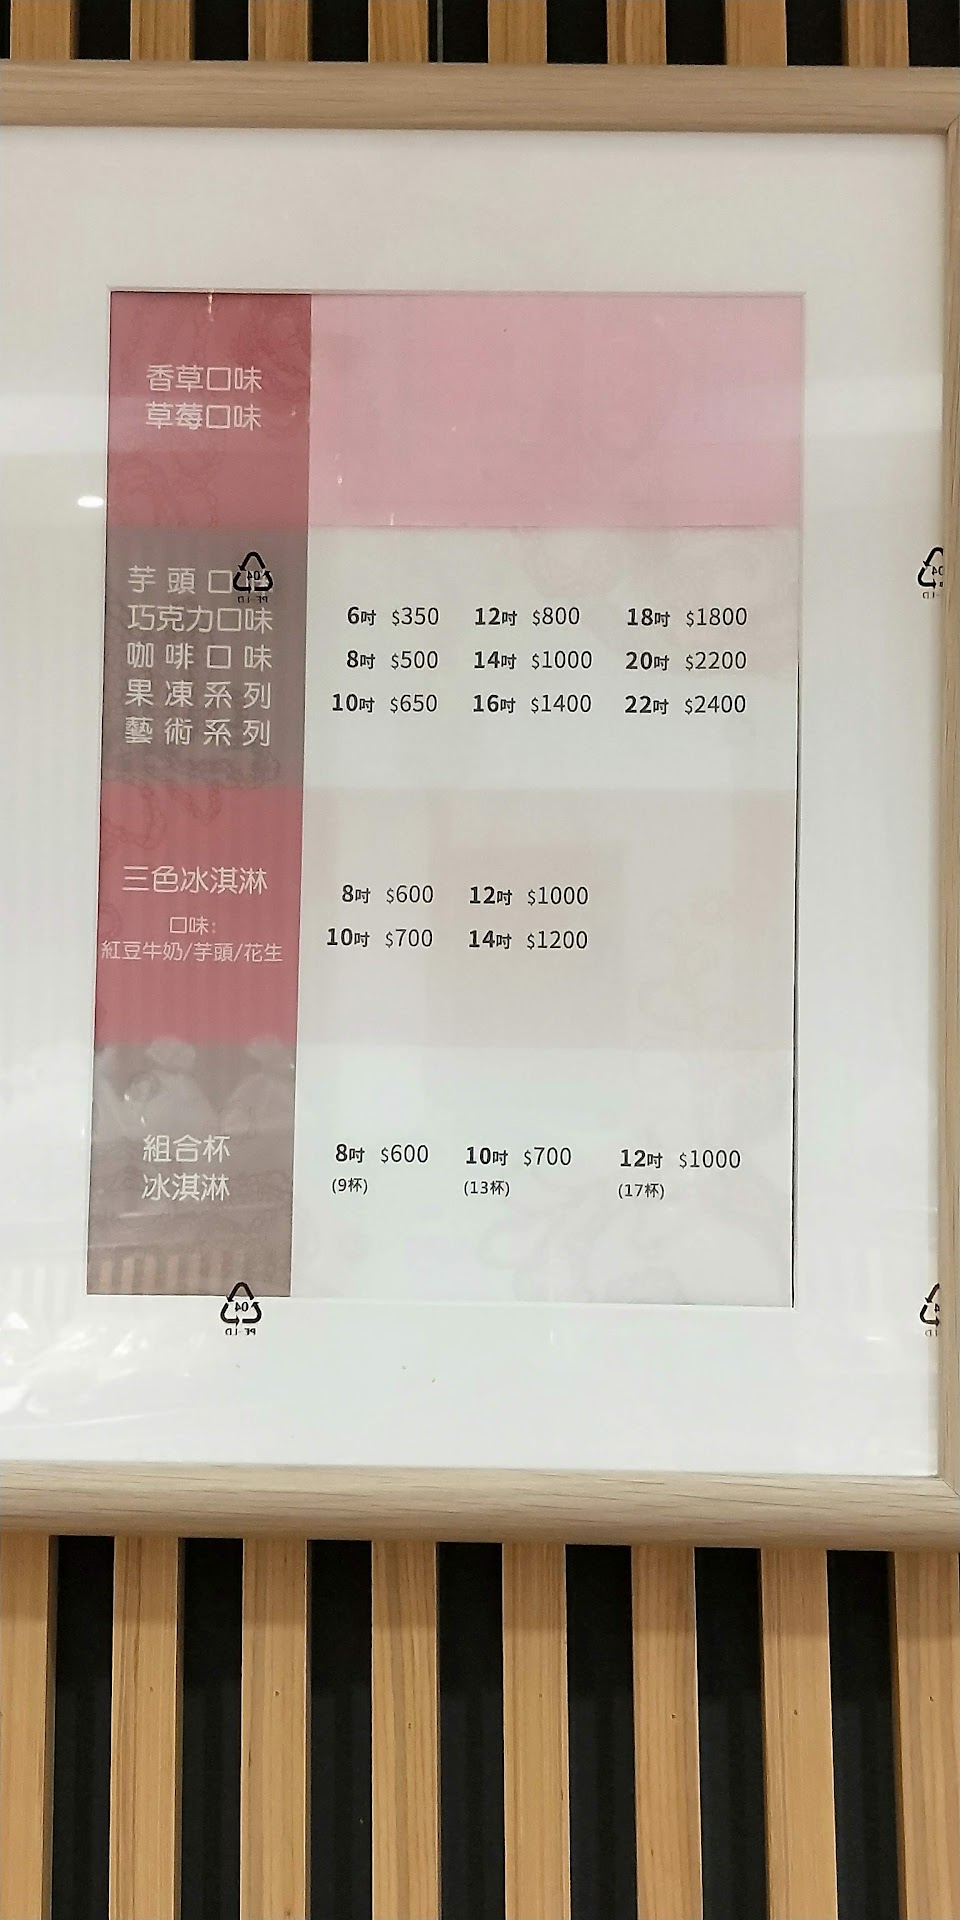 香草口味
草莓口味
芋頭口味
巧克力口味
咖啡口味
果凍系列
藝術系列
6吋 $350 12吋 $800 18吋 $1800
8吋 $500 14吋 $1000 20吋 $2200
10吋 $650 16吋 $1400 22吋 $2400
三色冰淇淋
口味:
紅豆牛奶/芋頭/花生
8吋 $600 12吋 $1000
10吋 $700 14吋 $1200
組合杯
冰淇淋
8吋 $600 10吋 $700 12吋 $1000
(9杯) (13杯) (17杯)
04
PE-LD
04
PE-LD